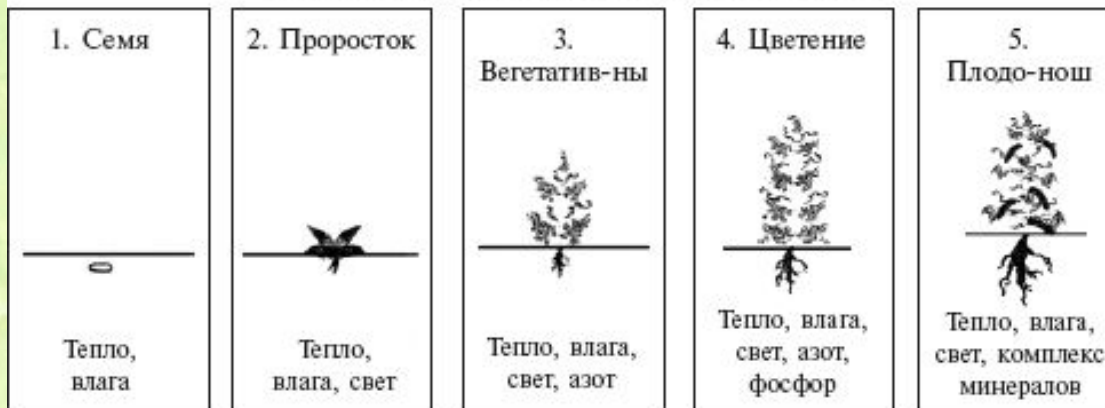 1. Семя
Тепло,
влага
2. Проросток
Тепло,
влага, свет
3.
Вегетатив-ны
Тепло, влага,
свет, азот
4. Цветение
Тепло, влага,
свет, азот,
фосфор
5.
Плодо-нош
Тепло, влага,
свет, комплекс
минералов